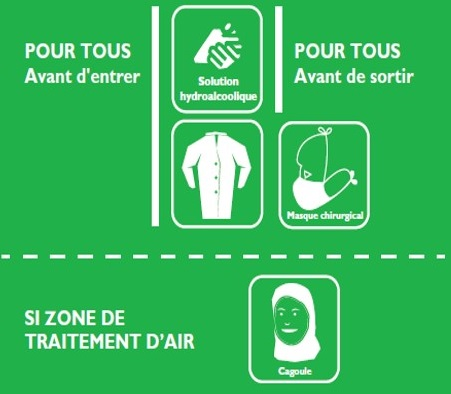 POUR TOUS
Avant d'entrer
Solution
hydroalcoolique
POUR TOUS
Avant de sortir
Masque chirurgical
SI ZONE DE
TRAITEMENT D'AIR
Cagoule